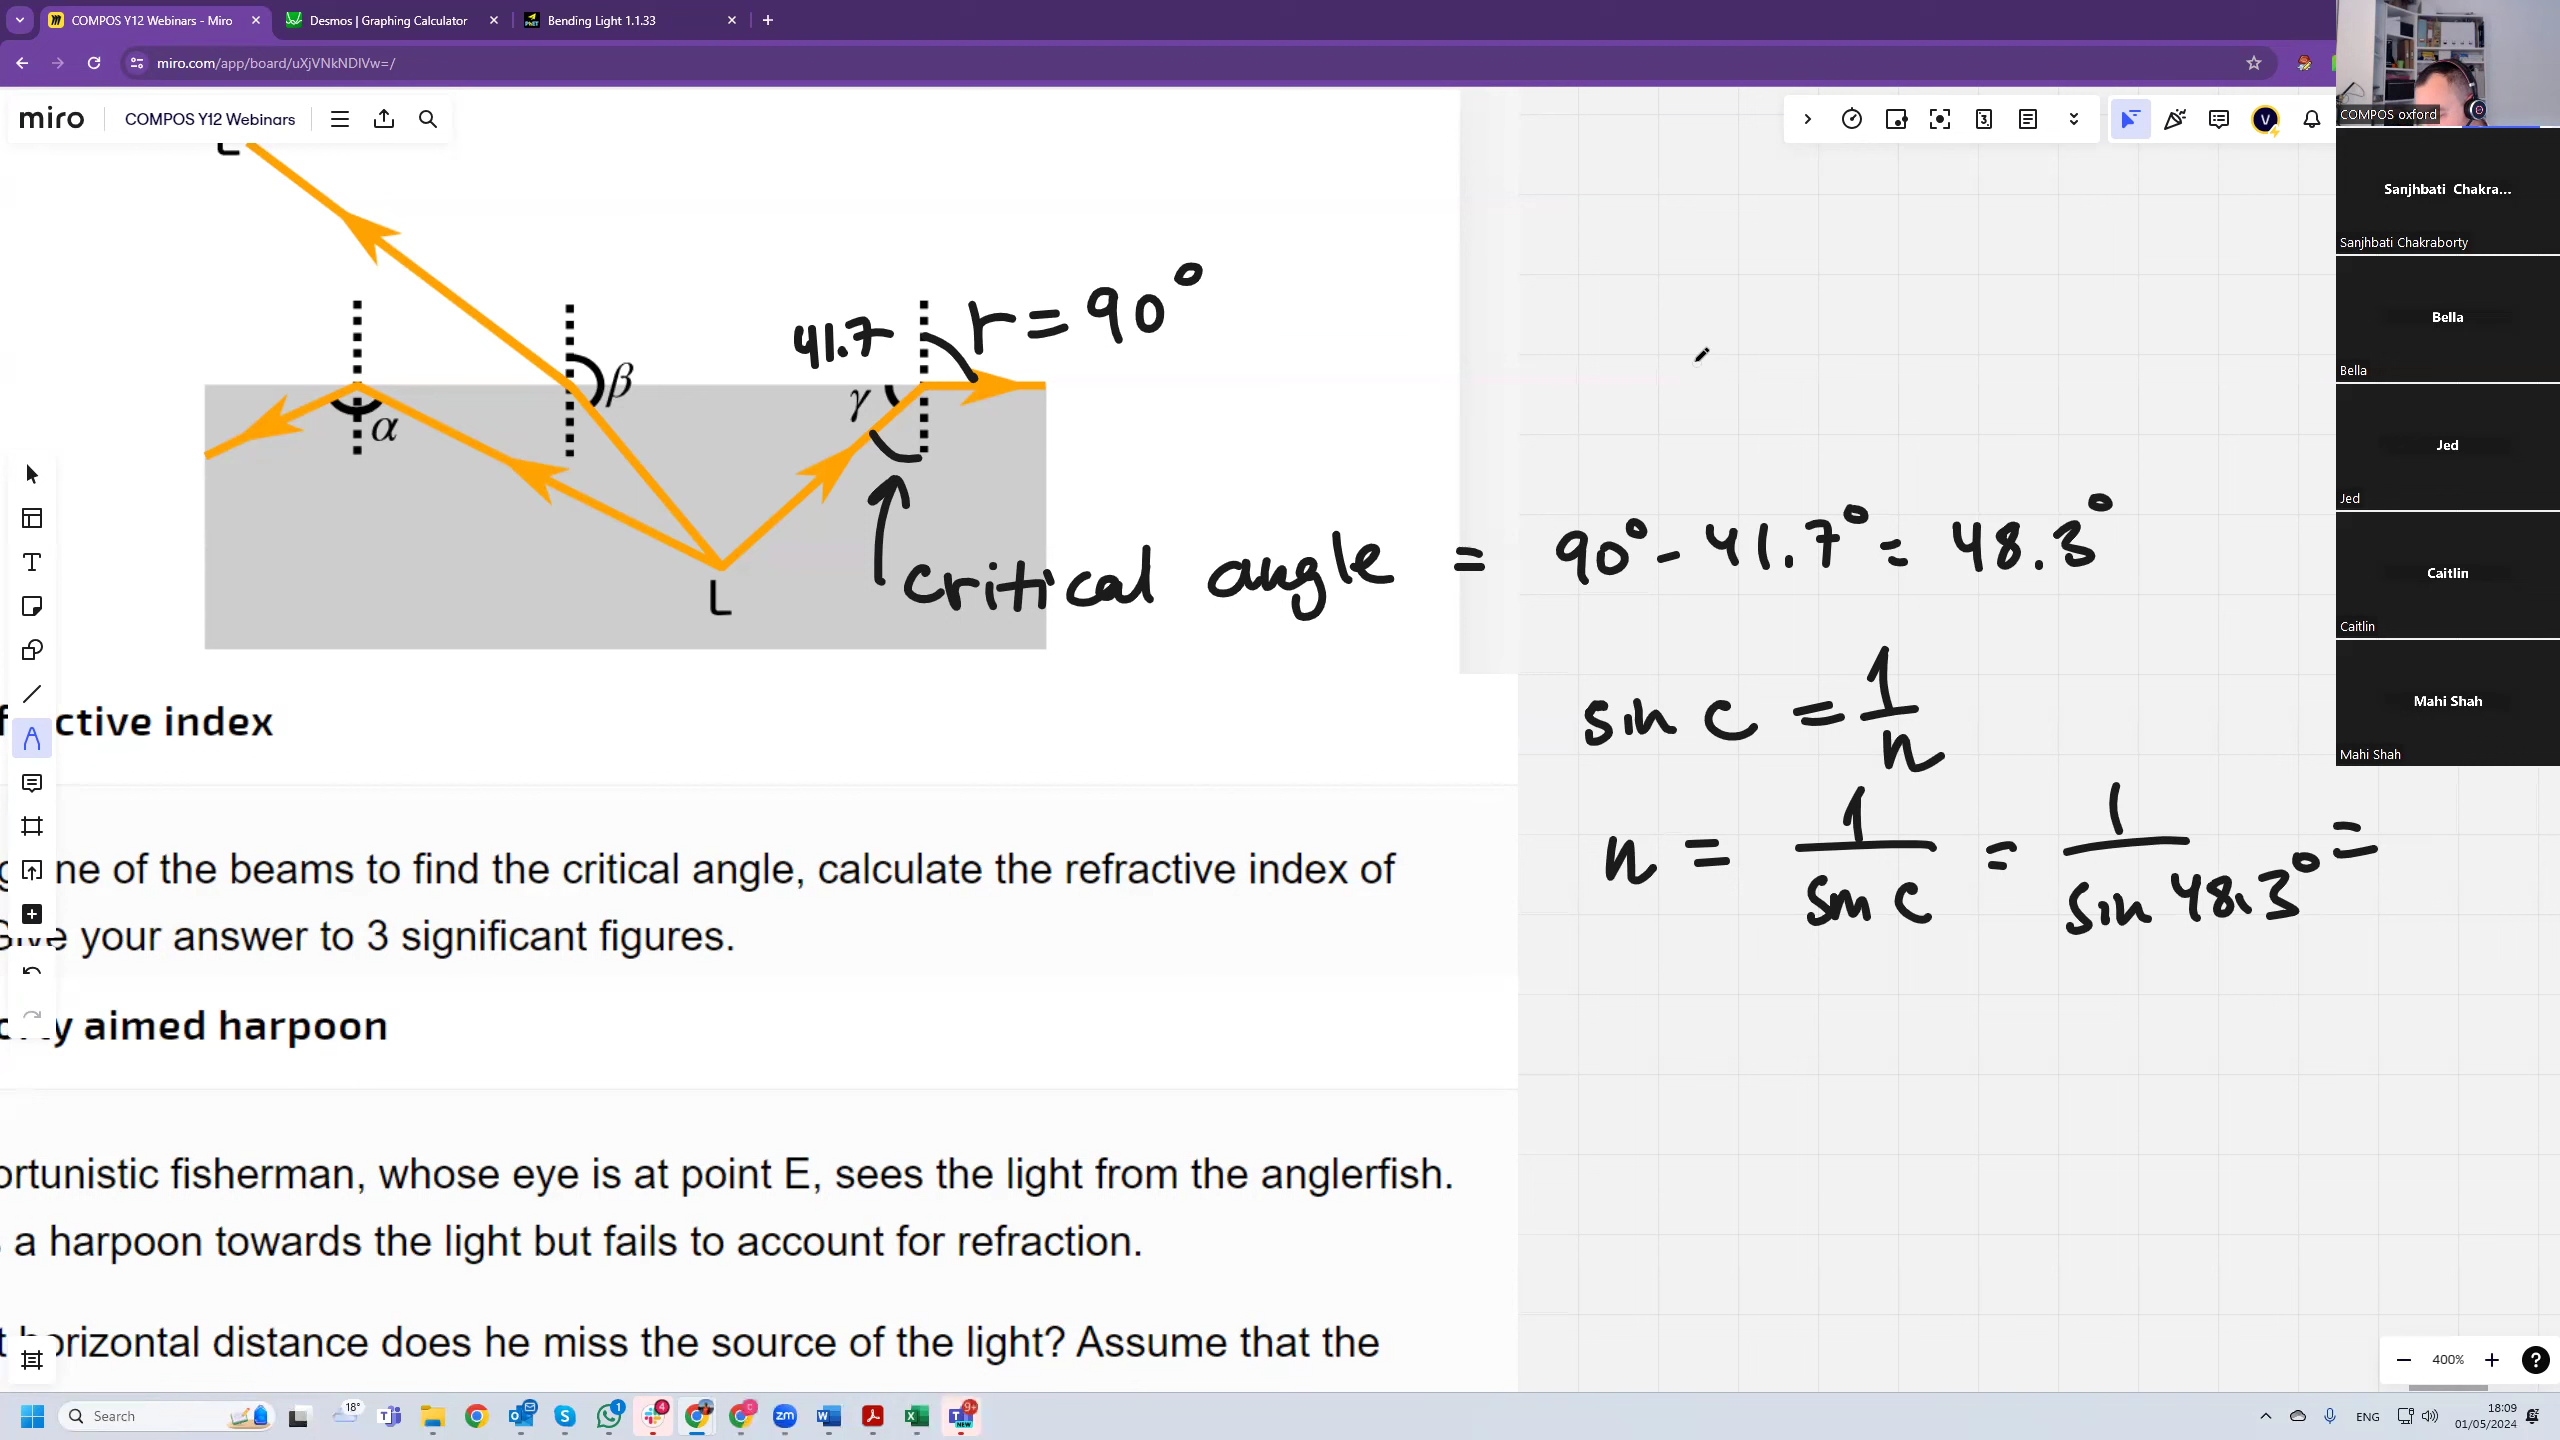 COMPOS Y12 Webinars - Miro
Desmos | Graphing Calculator
Bending Light 1.1.33
miro.com/app/board/uXjVNkNDIVw=/
miro
COMPOS Y12 Webinars
V
COMPOS oxford
Sanjhbati Chakra...
Sanjhbati Chakraborty
Bella
Bella
Jed
Jed
Caitlin
Caitlin
Mahi Shah
Mahi Shah
41.7
r = 90°
β
γ
α
L
critical angle = 90° - 41.7° = 48.3°
sin c = 1/n
n = 1/sin c = 1/sin 48.3° =
ctive index
ne of the beams to find the critical angle, calculate the refractive index of
Give your answer to 3 significant figures.
y aimed harpoon
ortunistic fisherman, whose eye is at point E, sees the light from the anglerfish.
a harpoon towards the light but fails to account for refraction.
t horizontal distance does he miss the source of the light? Assume that the
400%
Search
18°
4
1
9+
ENG
18:09
01/05/2024